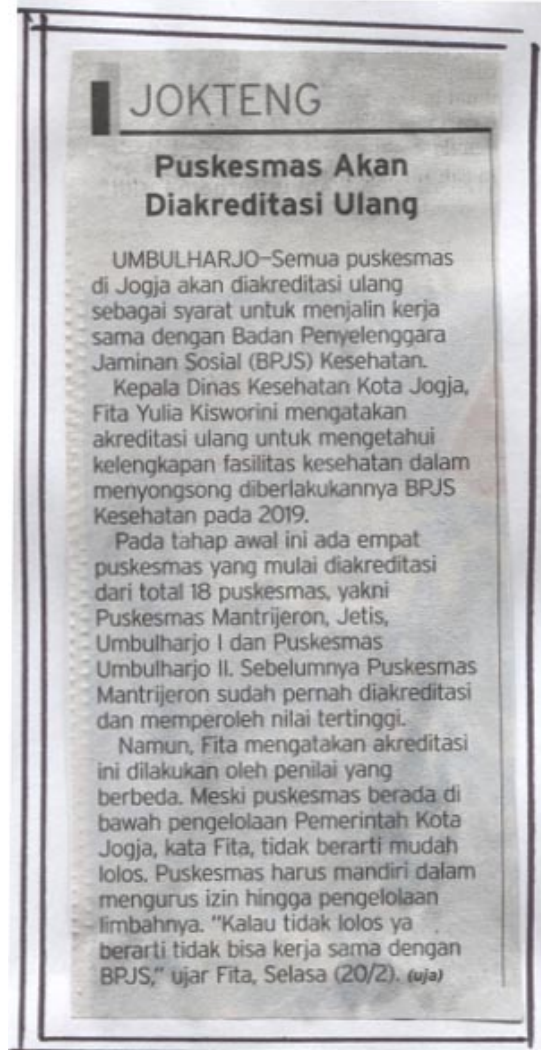 JOKTENG
Puskesmas Akan
Diakreditasi Ulang
UMBULHARJO–Semua puskesmas
di Jogja akan diakreditasi ulang
sebagai syarat untuk menjalin kerja
sama dengan Badan Penyelenggara
Jaminan Sosial (BPJS) Kesehatan.
Kepala Dinas Kesehatan Kota Jogja,
Fita Yulia Kisworini mengatakan
akreditasi ulang untuk mengetahui
kelengkapan fasilitas kesehatan dalam
menyongsong diberlakukannya BPJS
Kesehatan pada 2019.
Pada tahap awal ini ada empat
puskesmas yang mulai diakreditasi
dari total 18 puskesmas, yakni
Puskesmas Mantrijeron, Jetis,
Umbulharjo I dan Puskesmas
Umbulharjo II. Sebelumnya Puskesmas
Mantrijeron sudah pernah diakreditasi
dan memperoleh nilai tertinggi.
Namun, Fita mengatakan akreditasi
ini dilakukan oleh penilai yang
berbeda. Meski puskesmas berada di
bawah pengelolaan Pemerintah Kota
Jogja, kata Fita, tidak berarti mudah
lolos. Puskesmas harus mandiri dalam
mengurus izin hingga pengelolaan
limbahnya. "Kalau tidak lolos ya
berarti tidak bisa kerja sama dengan
BPJS," ujar Fita, Selasa (20/2). (uja)